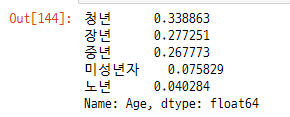 Out[144]: 청년 0.338863
장년 0.277251
중년 0.267773
미성년자 0.075829
노년 0.040284
Name: Age, dtype: float64